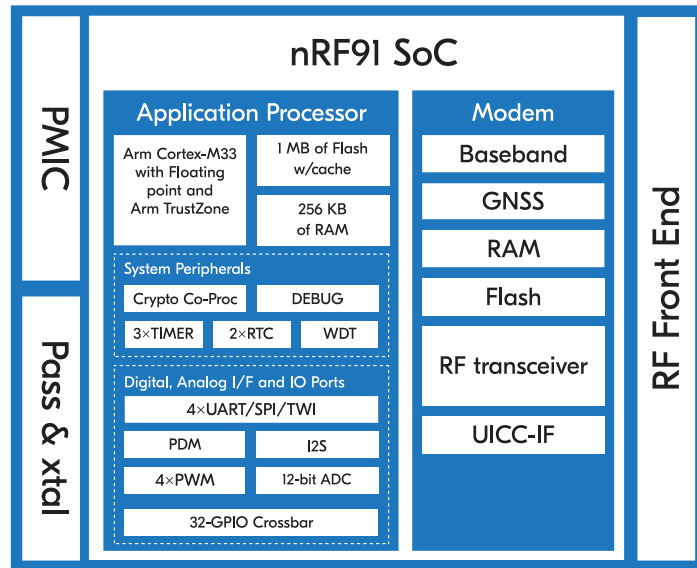 nRF91 SoC
PMIC
Pass & xtal
Application Processor
Arm Cortex-M33
with Floating
point and
Arm TrustZone
1 MB of Flash
w/cache
256 KB
of RAM
System Peripherals
Crypto Co-Proc
DEBUG
3×TIMER
2×RTC
WDT
Digital, Analog I/F and IO Ports
4×UART/SPI/TWI
PDM
I2S
4×PWM
12-bit ADC
32-GPIO Crossbar
Modem
Baseband
GNSS
RAM
Flash
RF transceiver
UICC-IF
RF Front End